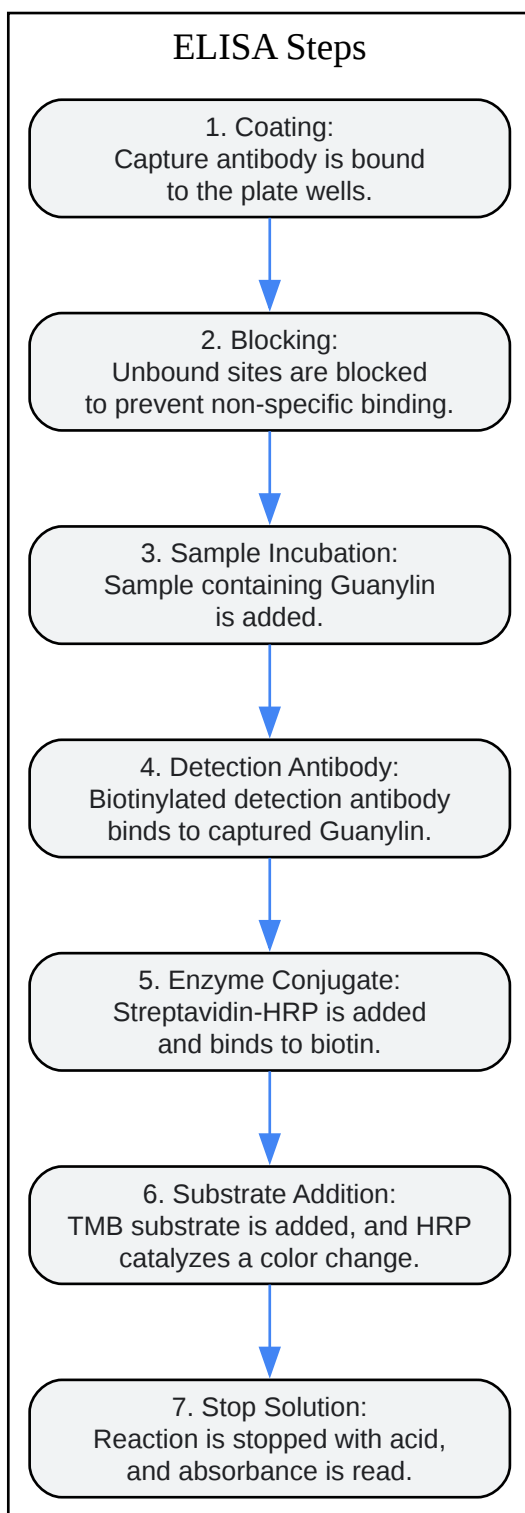 ELISA Steps
1. Coating:
Capture antibody is bound
to the plate wells.
2. Blocking:
Unbound sites are blocked
to prevent non-specific binding.
3. Sample Incubation:
Sample containing Guanylin
is added.
4. Detection Antibody:
Biotinylated detection antibody
binds to captured Guanylin.
5. Enzyme Conjugate:
Streptavidin-HRP is added
and binds to biotin.
6. Substrate Addition:
TMB substrate is added, and HRP
catalyzes a color change.
7. Stop Solution:
Reaction is stopped with acid,
and absorbance is read.